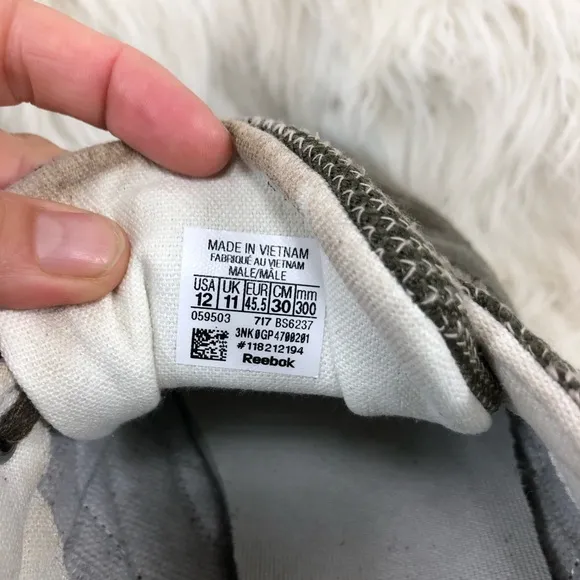 MADE IN VIETNAM
FABRIQUÉ AU VIETNAM
MALE/MÂLE
USA UK EUR CM mm
12 11 45.5 30 300
059503 717 BS6237
3NK0GP4700201
#118212194
Reebok